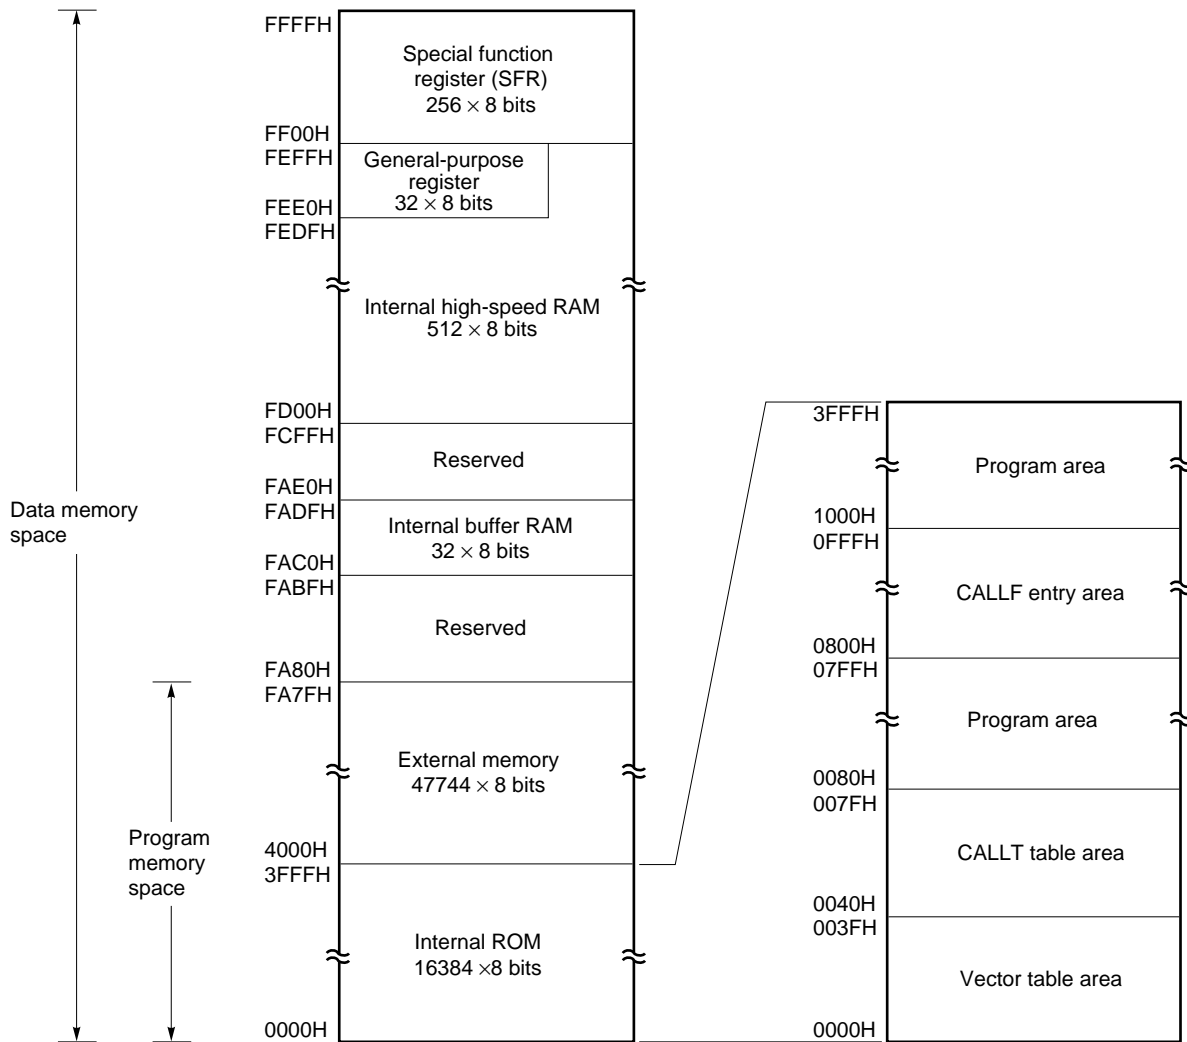 FFFFH
Special function
register (SFR)
256 × 8 bits
FF00H
FEFFH
General-purpose
register
32 × 8 bits
FEE0H
FEDFH
Internal high-speed RAM
512 × 8 bits
FD00H
FCFFH
Reserved
FAE0H
FADFH
Internal buffer RAM
32 × 8 bits
FAC0H
FABFH
Reserved
FA80H
FA7FH
External memory
47744 × 8 bits
4000H
3FFFH
Internal ROM
16384 ×8 bits
0000H
Data memory
space
Program
memory
space
3FFFH
Program area
1000H
0FFFH
CALLF entry area
0800H
07FFH
Program area
0080H
007FH
CALLT table area
0040H
003FH
Vector table area
0000H